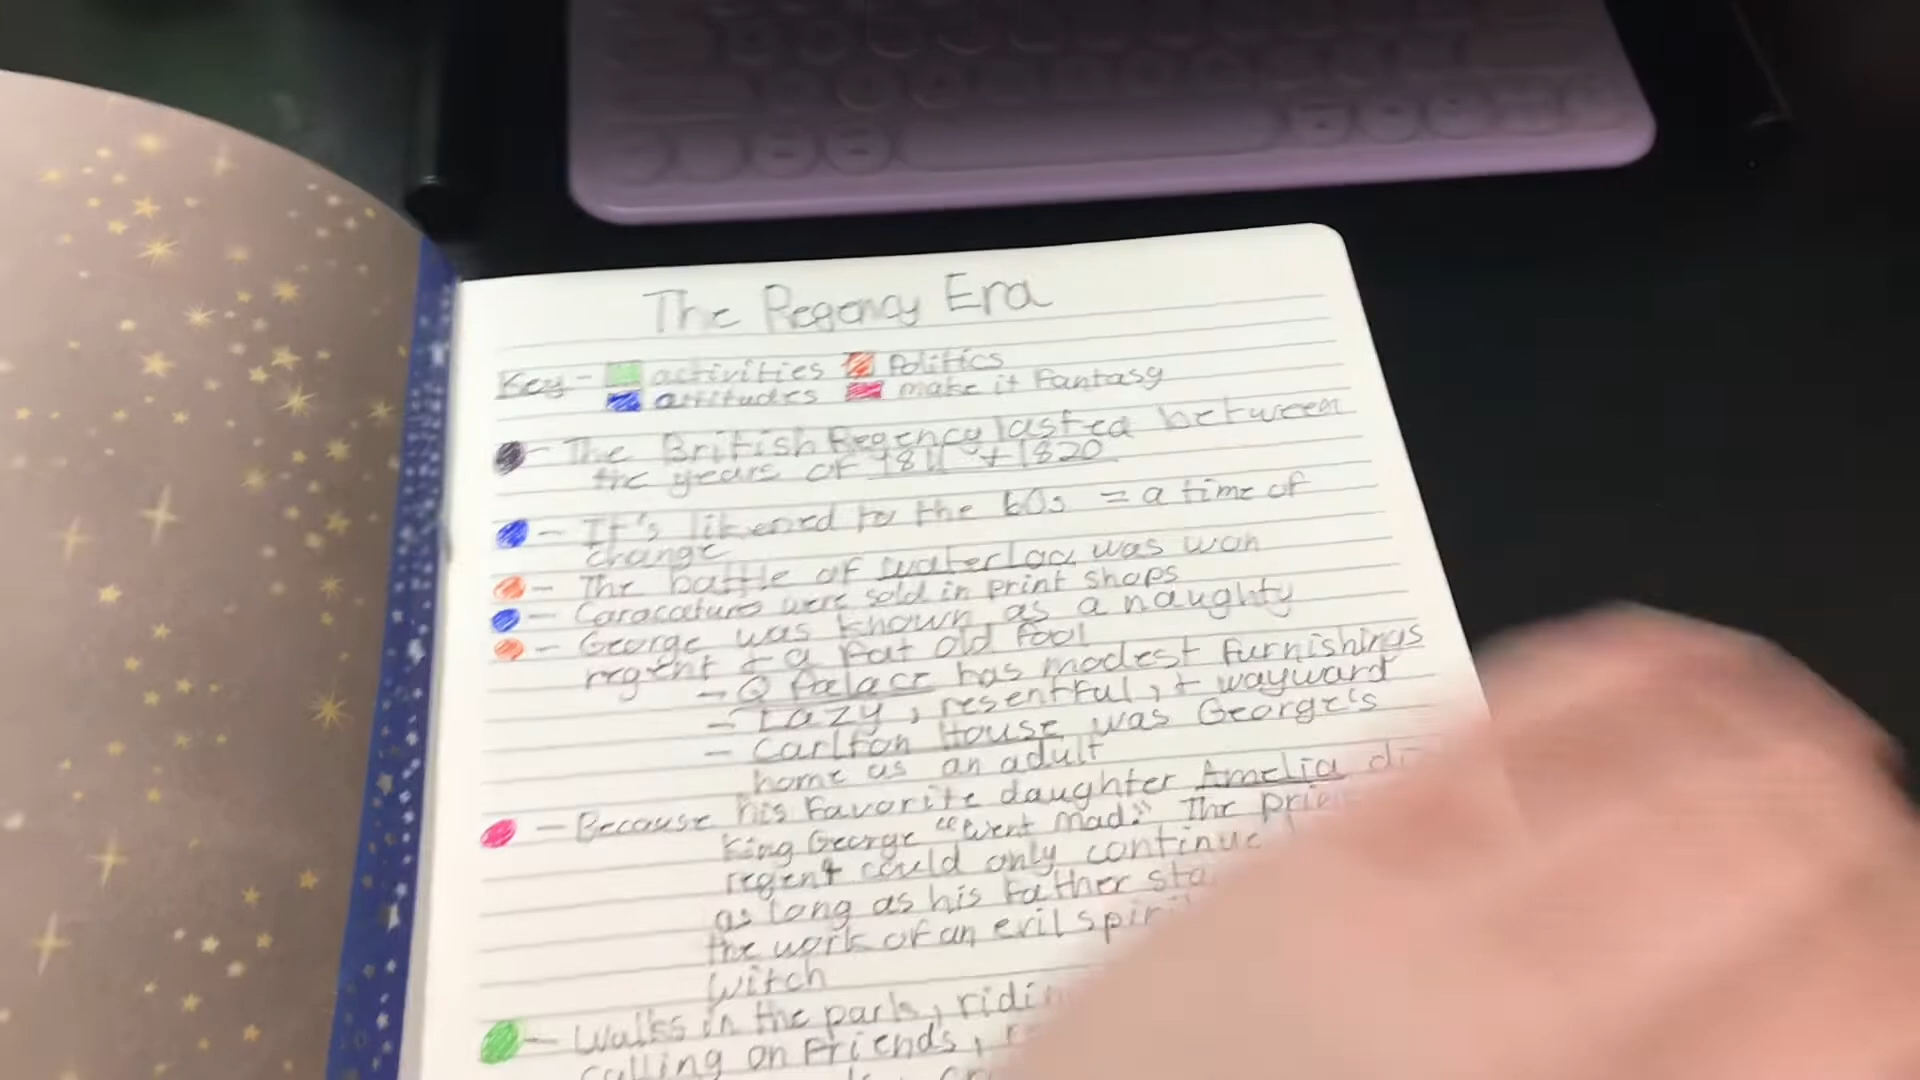 The Regency Era
Key - activities Politics
attitudes make it Fantasy
- The British Regency lasted between
the years of 1811 + 1820
- It's likened to the 60s = a time of
change
- The battle of waterloo was won
- Caracatures were sold in print shops
- George was known as a naughty
regent + a fat old fool
- Q Palace has modest furnishings
- Lazy, resentful, + wayward
- Carlton House was George's
home as an adult
- Because his favorite daughter Amelia
King George "went mad." The
regent could only continue
as long as his father
the work of an evil
witch
- Walks in the park,
calling on Friends,